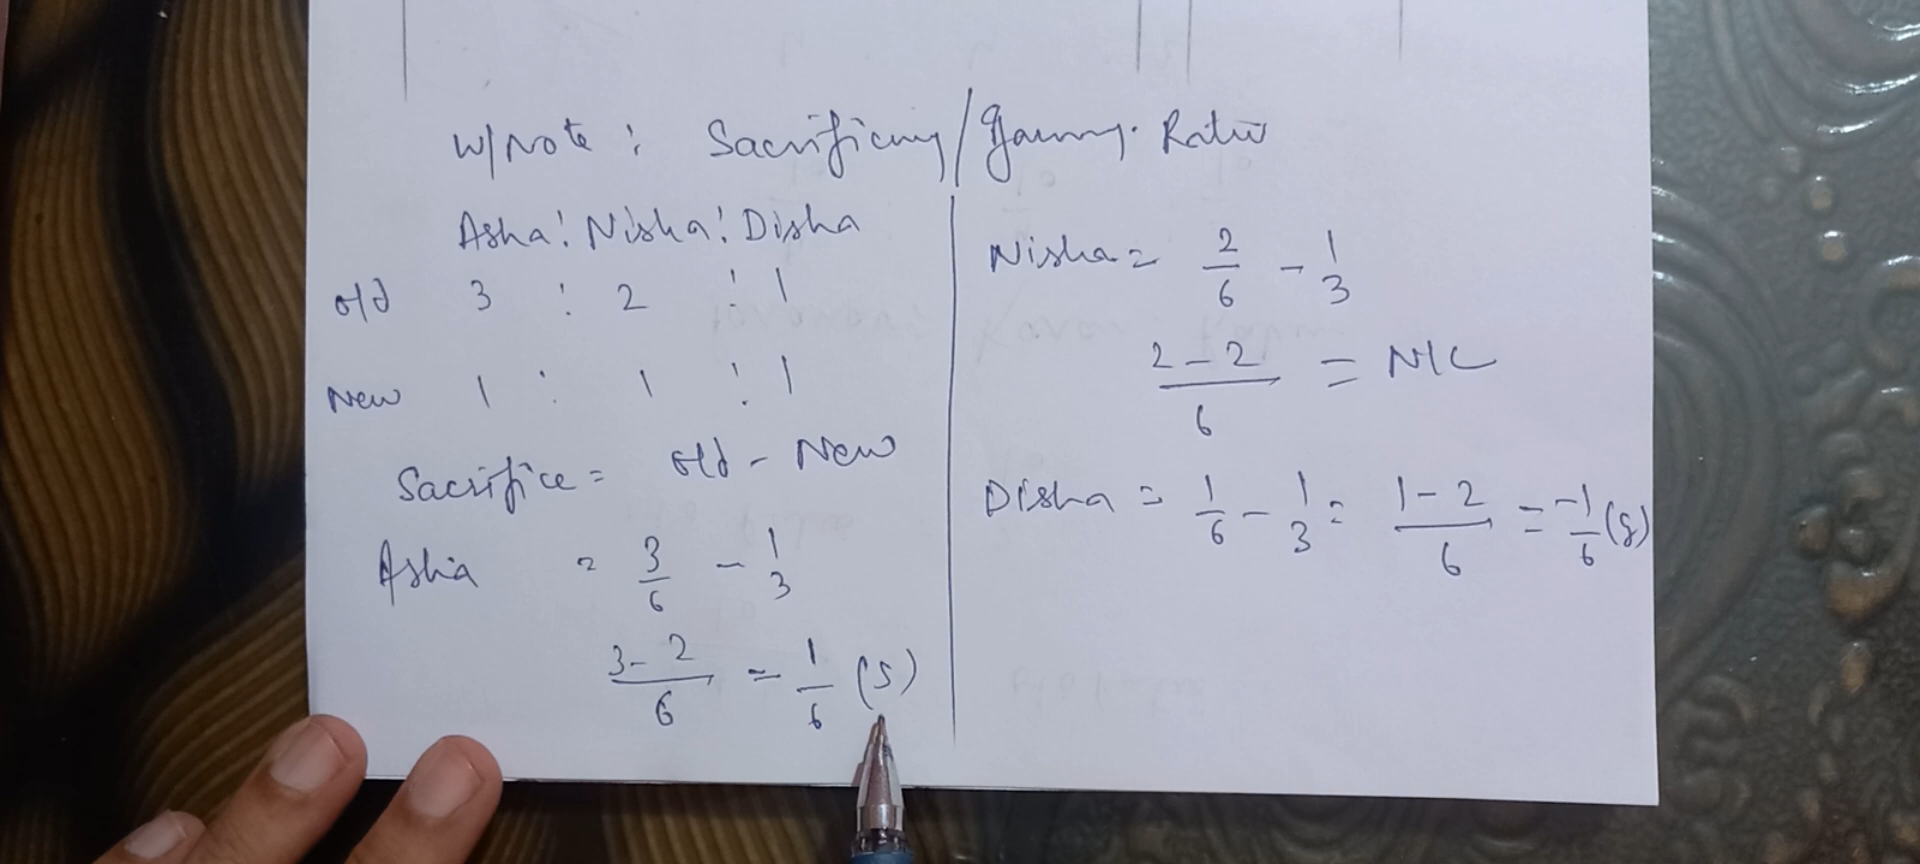 W/Note : Sacrificing/Gaining Ratio
Asha : Nisha : Disha
old 3 : 2 : 1
New 1 : 1 : 1
Sacrifice = old - New
Asha = 3/6 - 1/3
3-2/6 = 1/6 (S)
Nisha = 2/6 - 1/3
2-2/6 = N/C
Disha = 1/6 - 1/3 = 1-2/6 = -1/6 (g)